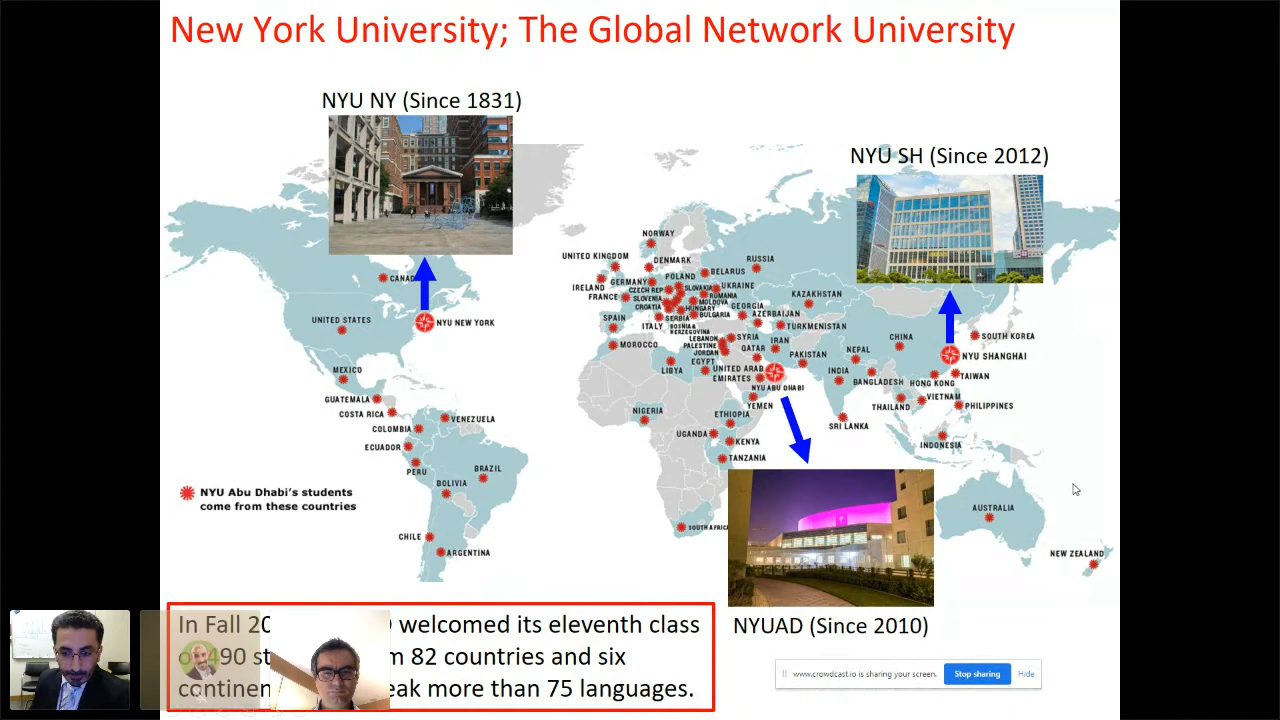 New York University; The Global Network University
NYU NY (Since 1831)
NYU SH (Since 2012)
NORWAY
UNITED KINGDOM
DENMARK
RUSSIA
IRELAND
GERMANY
POLAND
BELARUS
FRANCE
CZECH REP
SLOVAKIA
UKRAINE
SLOVENIA
ROMANIA
CROATIA
MOLDOVA
HUNGARY
GEORGIA
KAZAKHSTAN
SPAIN
SERBIA
BULGARIA
AZERBAIJAN
ITALY
BOSNIA &
HERZEGOVINA
TURKMENISTAN
CANAD
NYU NEW YORK
UNITED STATES
MOROCCO
LEBANON
SYRIA
IRAN
PALESTINE
QATAR
JORDAN
PAKISTAN
NEPAL
CHINA
SOUTH KOREA
NYU SHANGHAI
LIBYA
EGYPT
UNITED ARAB
EMIRATES
NYU ABU DHABI
INDIA
BANGLADESH
HONG KONG
TAIWAN
MEXICO
GUATEMALA
COSTA RICA
VENEZUELA
COLOMBIA
NIGERIA
ETHIOPIA
YEMEN
THAILAND
VIETNAM
PHILIPPINES
SRI LANKA
ECUADOR
UGANDA
KENYA
INDONESIA
PERU
BRAZIL
TANZANIA
BOLIVIA
NYU Abu Dhabi's students
come from these countries
AUSTRALIA
CHILE
ARGENTINA
SOUTH AFRICA
NEW ZEALAND
NYUAD (Since 2010)
In Fall 20 welcomed its eleventh class
490 st m 82 countries and six
continen eak more than 75 languages.
www.crowdcast.io is sharing your screen.
Stop sharing
Hide